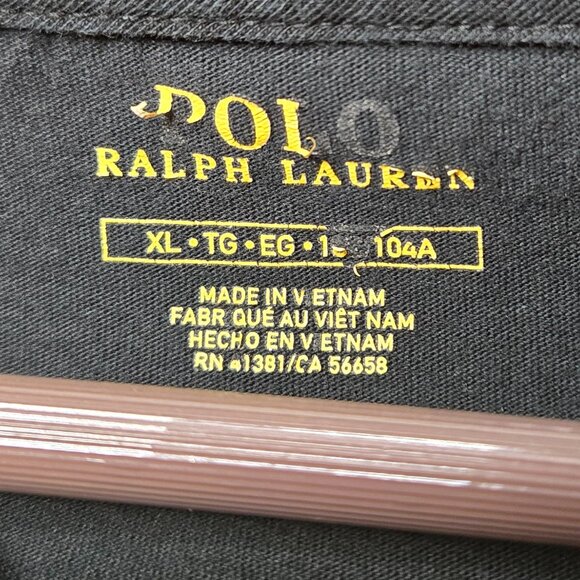 POLO
RALPH LAUREN
XL • TG • EG • 104A
MADE IN V ETNAM
FABR QUÉ AU VIÊT NAM
HECHO EN V ETNAM
RN 41381/CA 56658